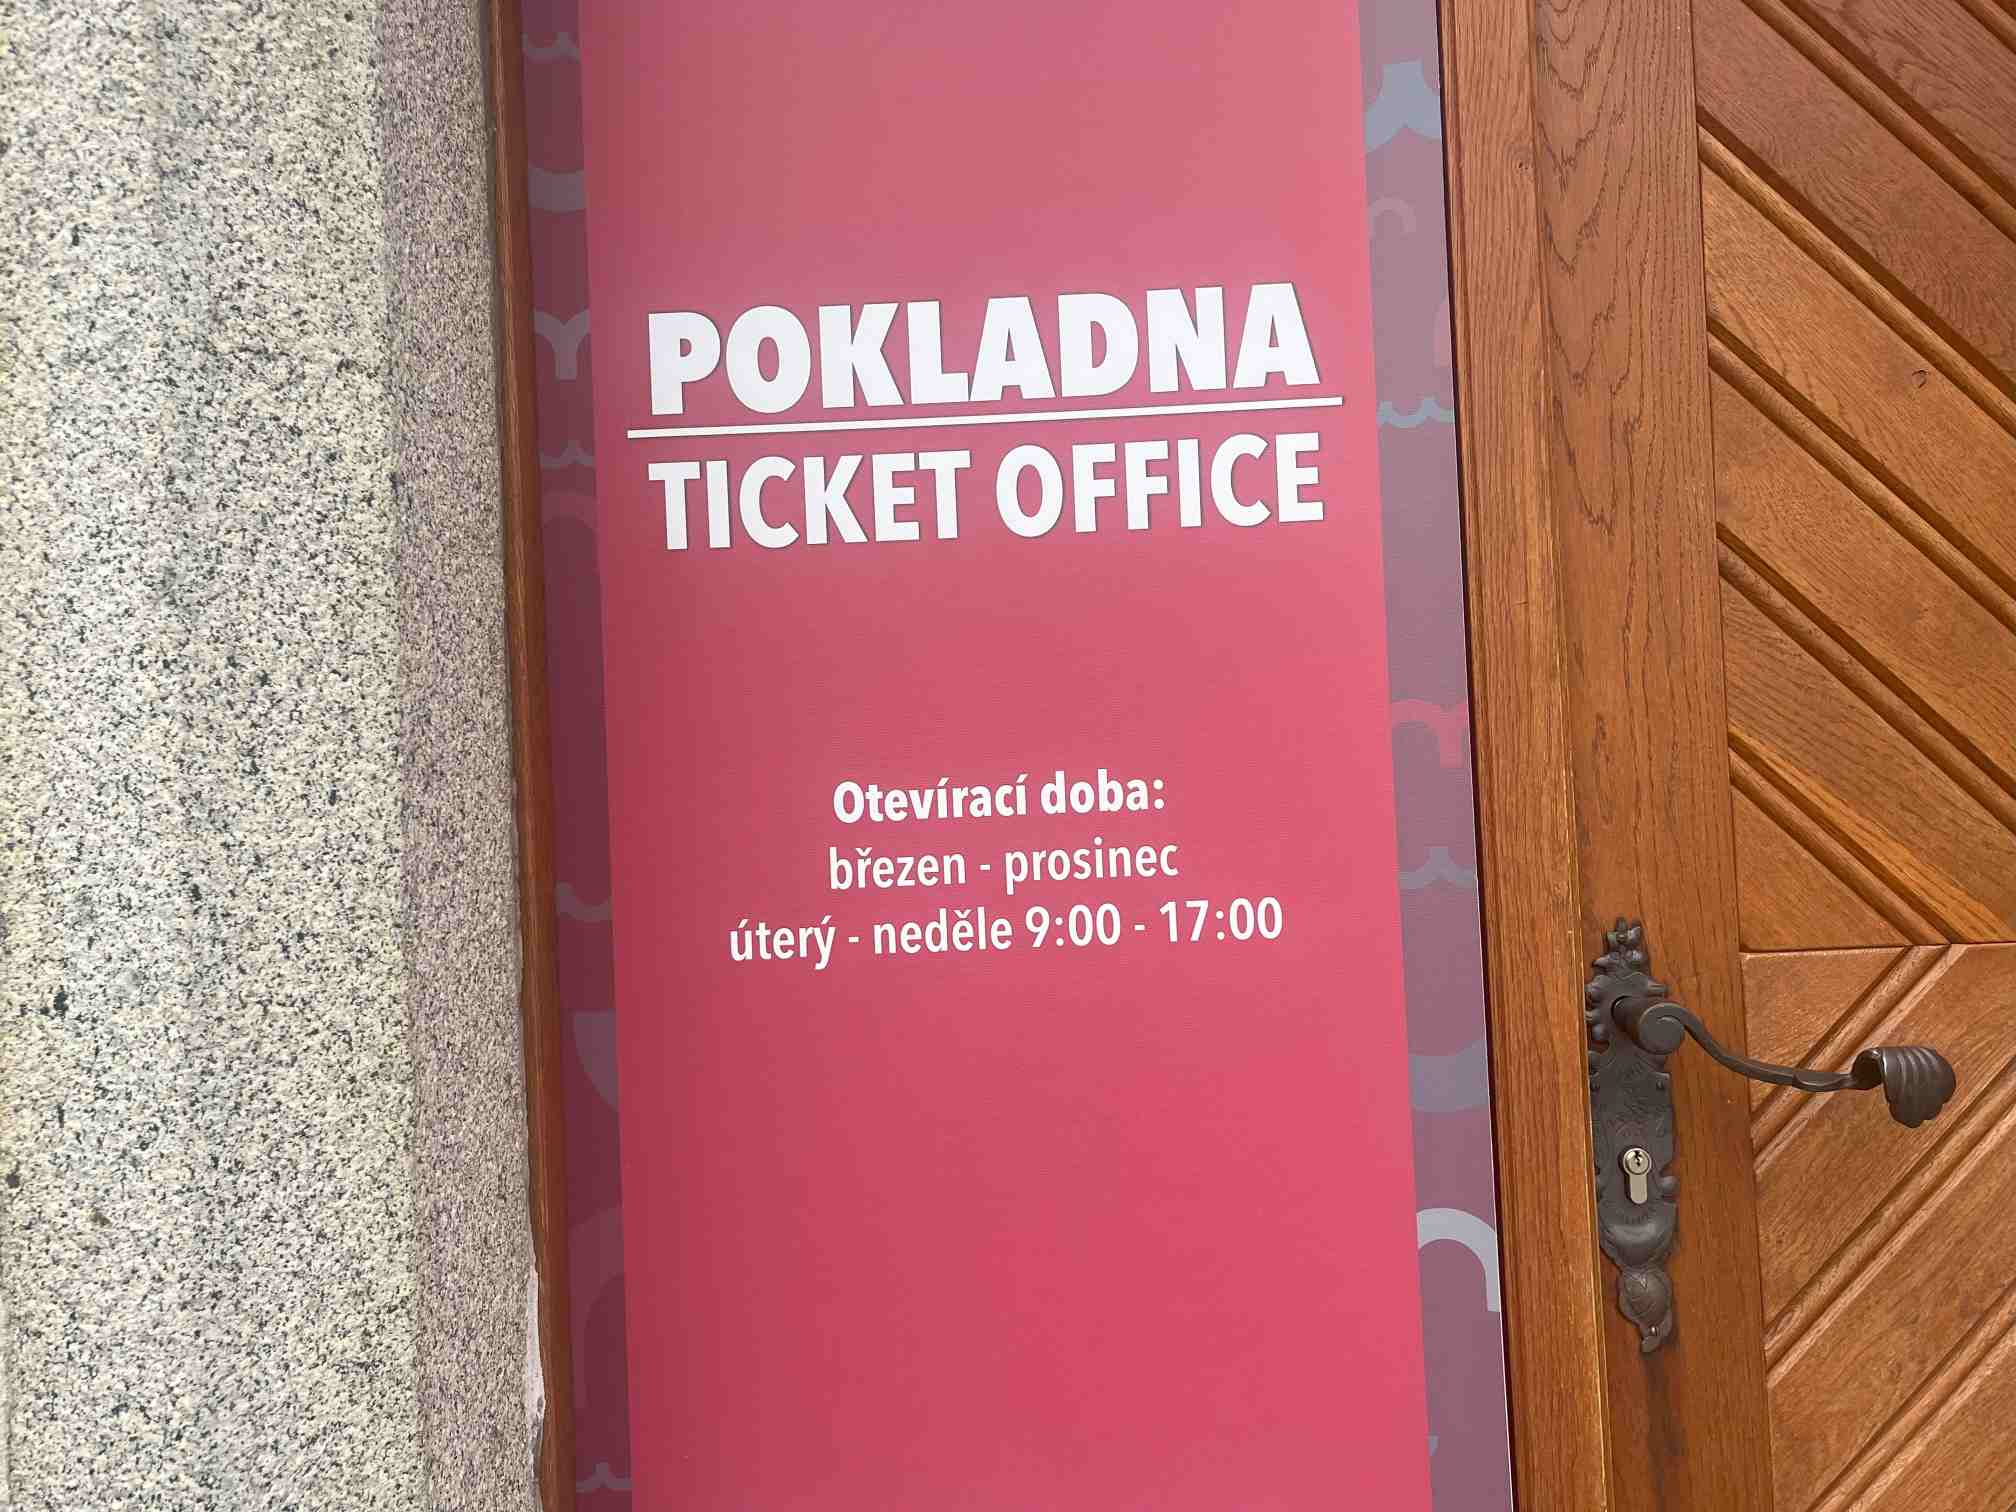 POKLADNA
TICKET OFFICE
Otevírací doba:
březen - prosinec
úterý - neděle 9:00 - 17:00